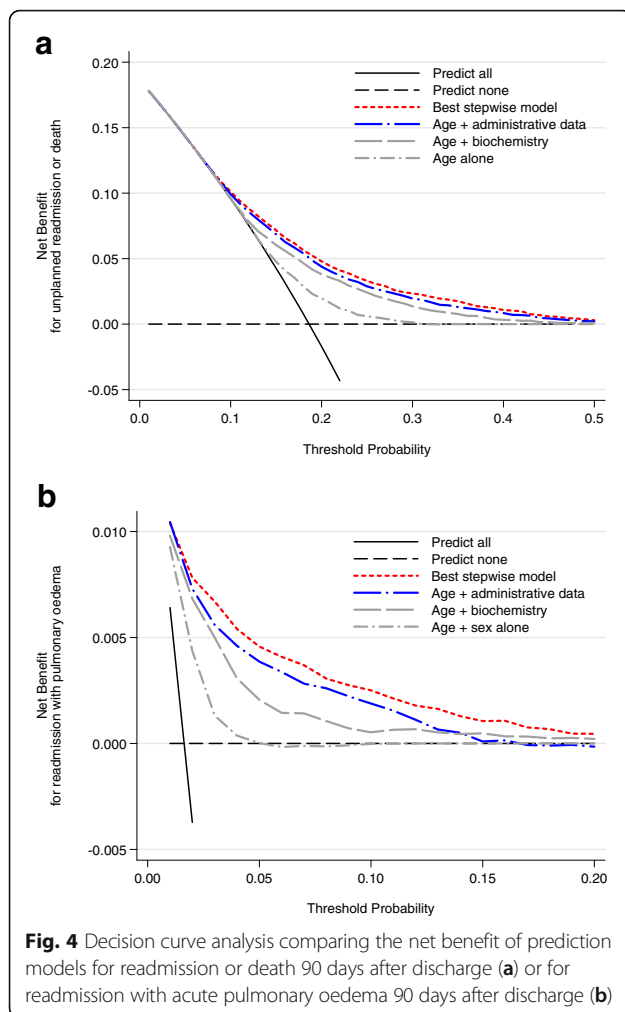 a
0.20
0.15
0.10
0.05
0.00
-0.05
Net Benefit
for unplanned readmission or death
Predict all
Predict none
Best stepwise model
Age + administrative data
Age + biochemistry
Age alone
0.0 0.1 0.2 0.3 0.4 0.5
Threshold Probability
b
0.010
0.005
0.000
-0.005
Net Benefit
for readmission with pulmonary oedema
Predict all
Predict none
Best stepwise model
Age + administrative data
Age + biochemistry
Age + sex alone
0.00 0.05 0.10 0.15 0.20
Threshold Probability
Fig. 4 Decision curve analysis comparing the net benefit of prediction
models for readmission or death 90 days after discharge (a) or for
readmission with acute pulmonary oedema 90 days after discharge (b)